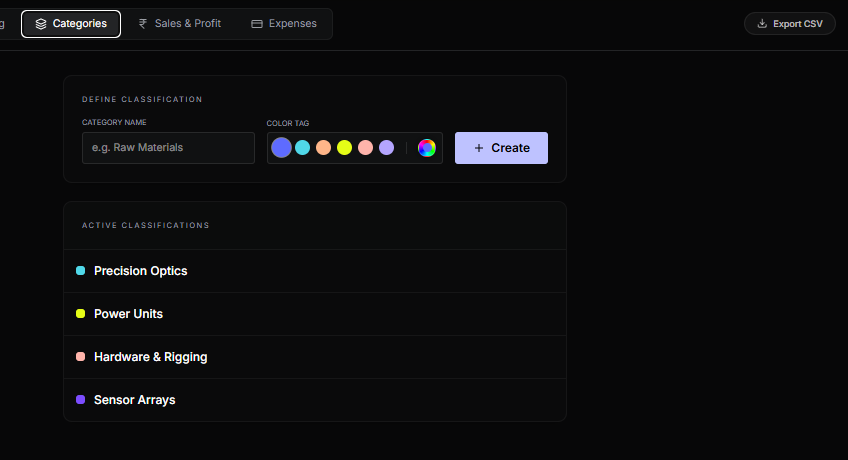 Categories Sales & Profit Expenses Export CSV
DEFINE CLASSIFICATION
CATEGORY NAME COLOR TAG
e.g. Raw Materials + Create
ACTIVE CLASSIFICATIONS
Precision Optics
Power Units
Hardware & Rigging
Sensor Arrays